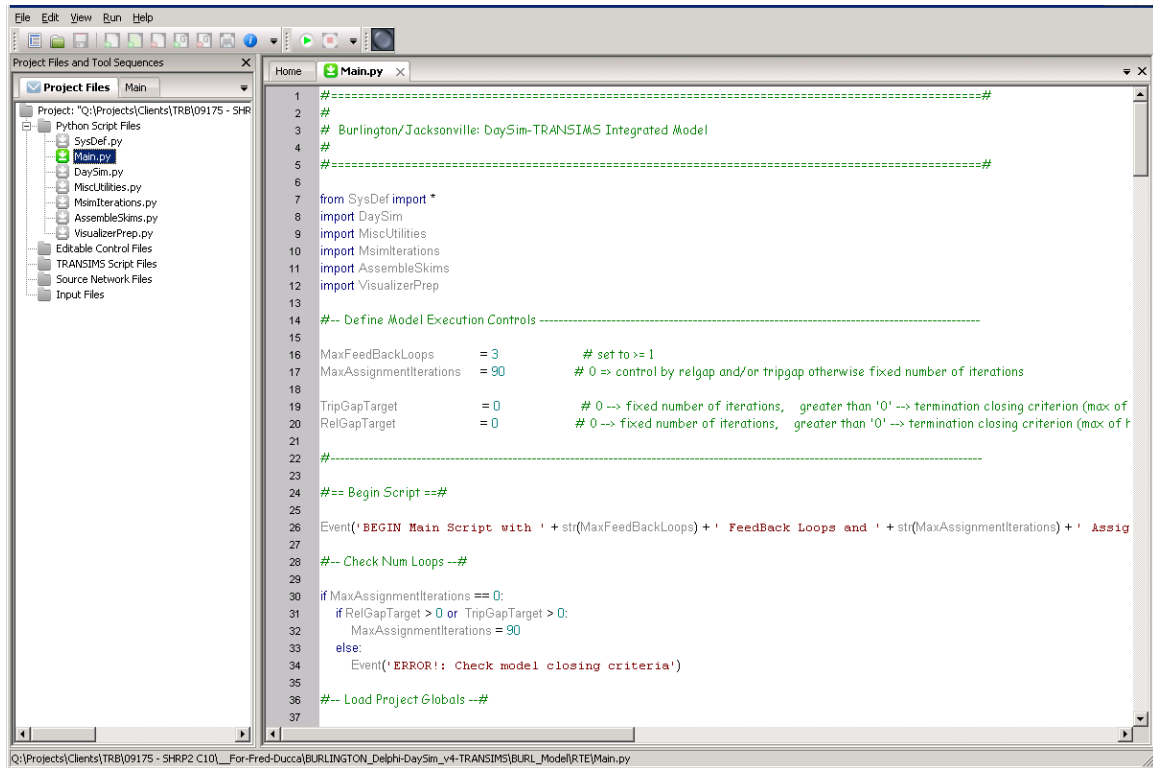 File Edit View Run Help
Project Files and Tool Sequences X
Project Files Main
Project: "Q:\Projects\Clients\TRB\09175 - SHR
Python Script Files
SysDef.py
Main.py
DaySim.py
MiscUtilities.py
MsimIterations.py
AssembleSkims.py
VisualizerPrep.py
Editable Control Files
TRANSIMS Script Files
Source Network Files
Input Files
Home Main.py X
1 #==============================================================================#
2 #
3 # Burlington/Jacksonville: DaySim-TRANSIMS Integrated Model
4 #
5 #==============================================================================#
6
7 from SysDef import *
8 import DaySim
9 import MiscUtilities
10 import MsimIterations
11 import AssembleSkims
12 import VisualizerPrep
13
14 #-- Define Model Execution Controls ------------------------------------------------------------------------------------------
15
16 MaxFeedBackLoops = 3 # set to >= 1
17 MaxAssignmentIterations = 90 # 0 => control by relgap and/or tripgap otherwise fixed number of iterations
18
19 TripGapTarget = 0 # 0 --> fixed number of iterations, greater than '0' --> termination closing criterion (max of
20 RelGapTarget = 0 # 0 --> fixed number of iterations, greater than '0' --> termination closing criterion (max of h
21
22 #----------------------------------------------------------------------------------------------------------------------------------------
23
24 #== Begin Script ==#
25
26 Event('BEGIN Main Script with ' + str(MaxFeedBackLoops) + ' FeedBack Loops and ' + str(MaxAssignmentIterations) + ' Assig
27
28 #-- Check Num Loops --#
29
30 if MaxAssignmentIterations == 0:
31 if RelGapTarget > 0 or TripGapTarget > 0:
32 MaxAssignmentIterations = 90
33 else:
34 Event('ERROR!: Check model closing criteria')
35
36 #-- Load Project Globals --#
37
Q:\Projects\Clients\TRB\09175 - SHRP2 C10\__For-Fred-Ducca\BURLINGTON_Delphi-DaySim_v4-TRANSIMS\BURL_Model\RTE\Main.py